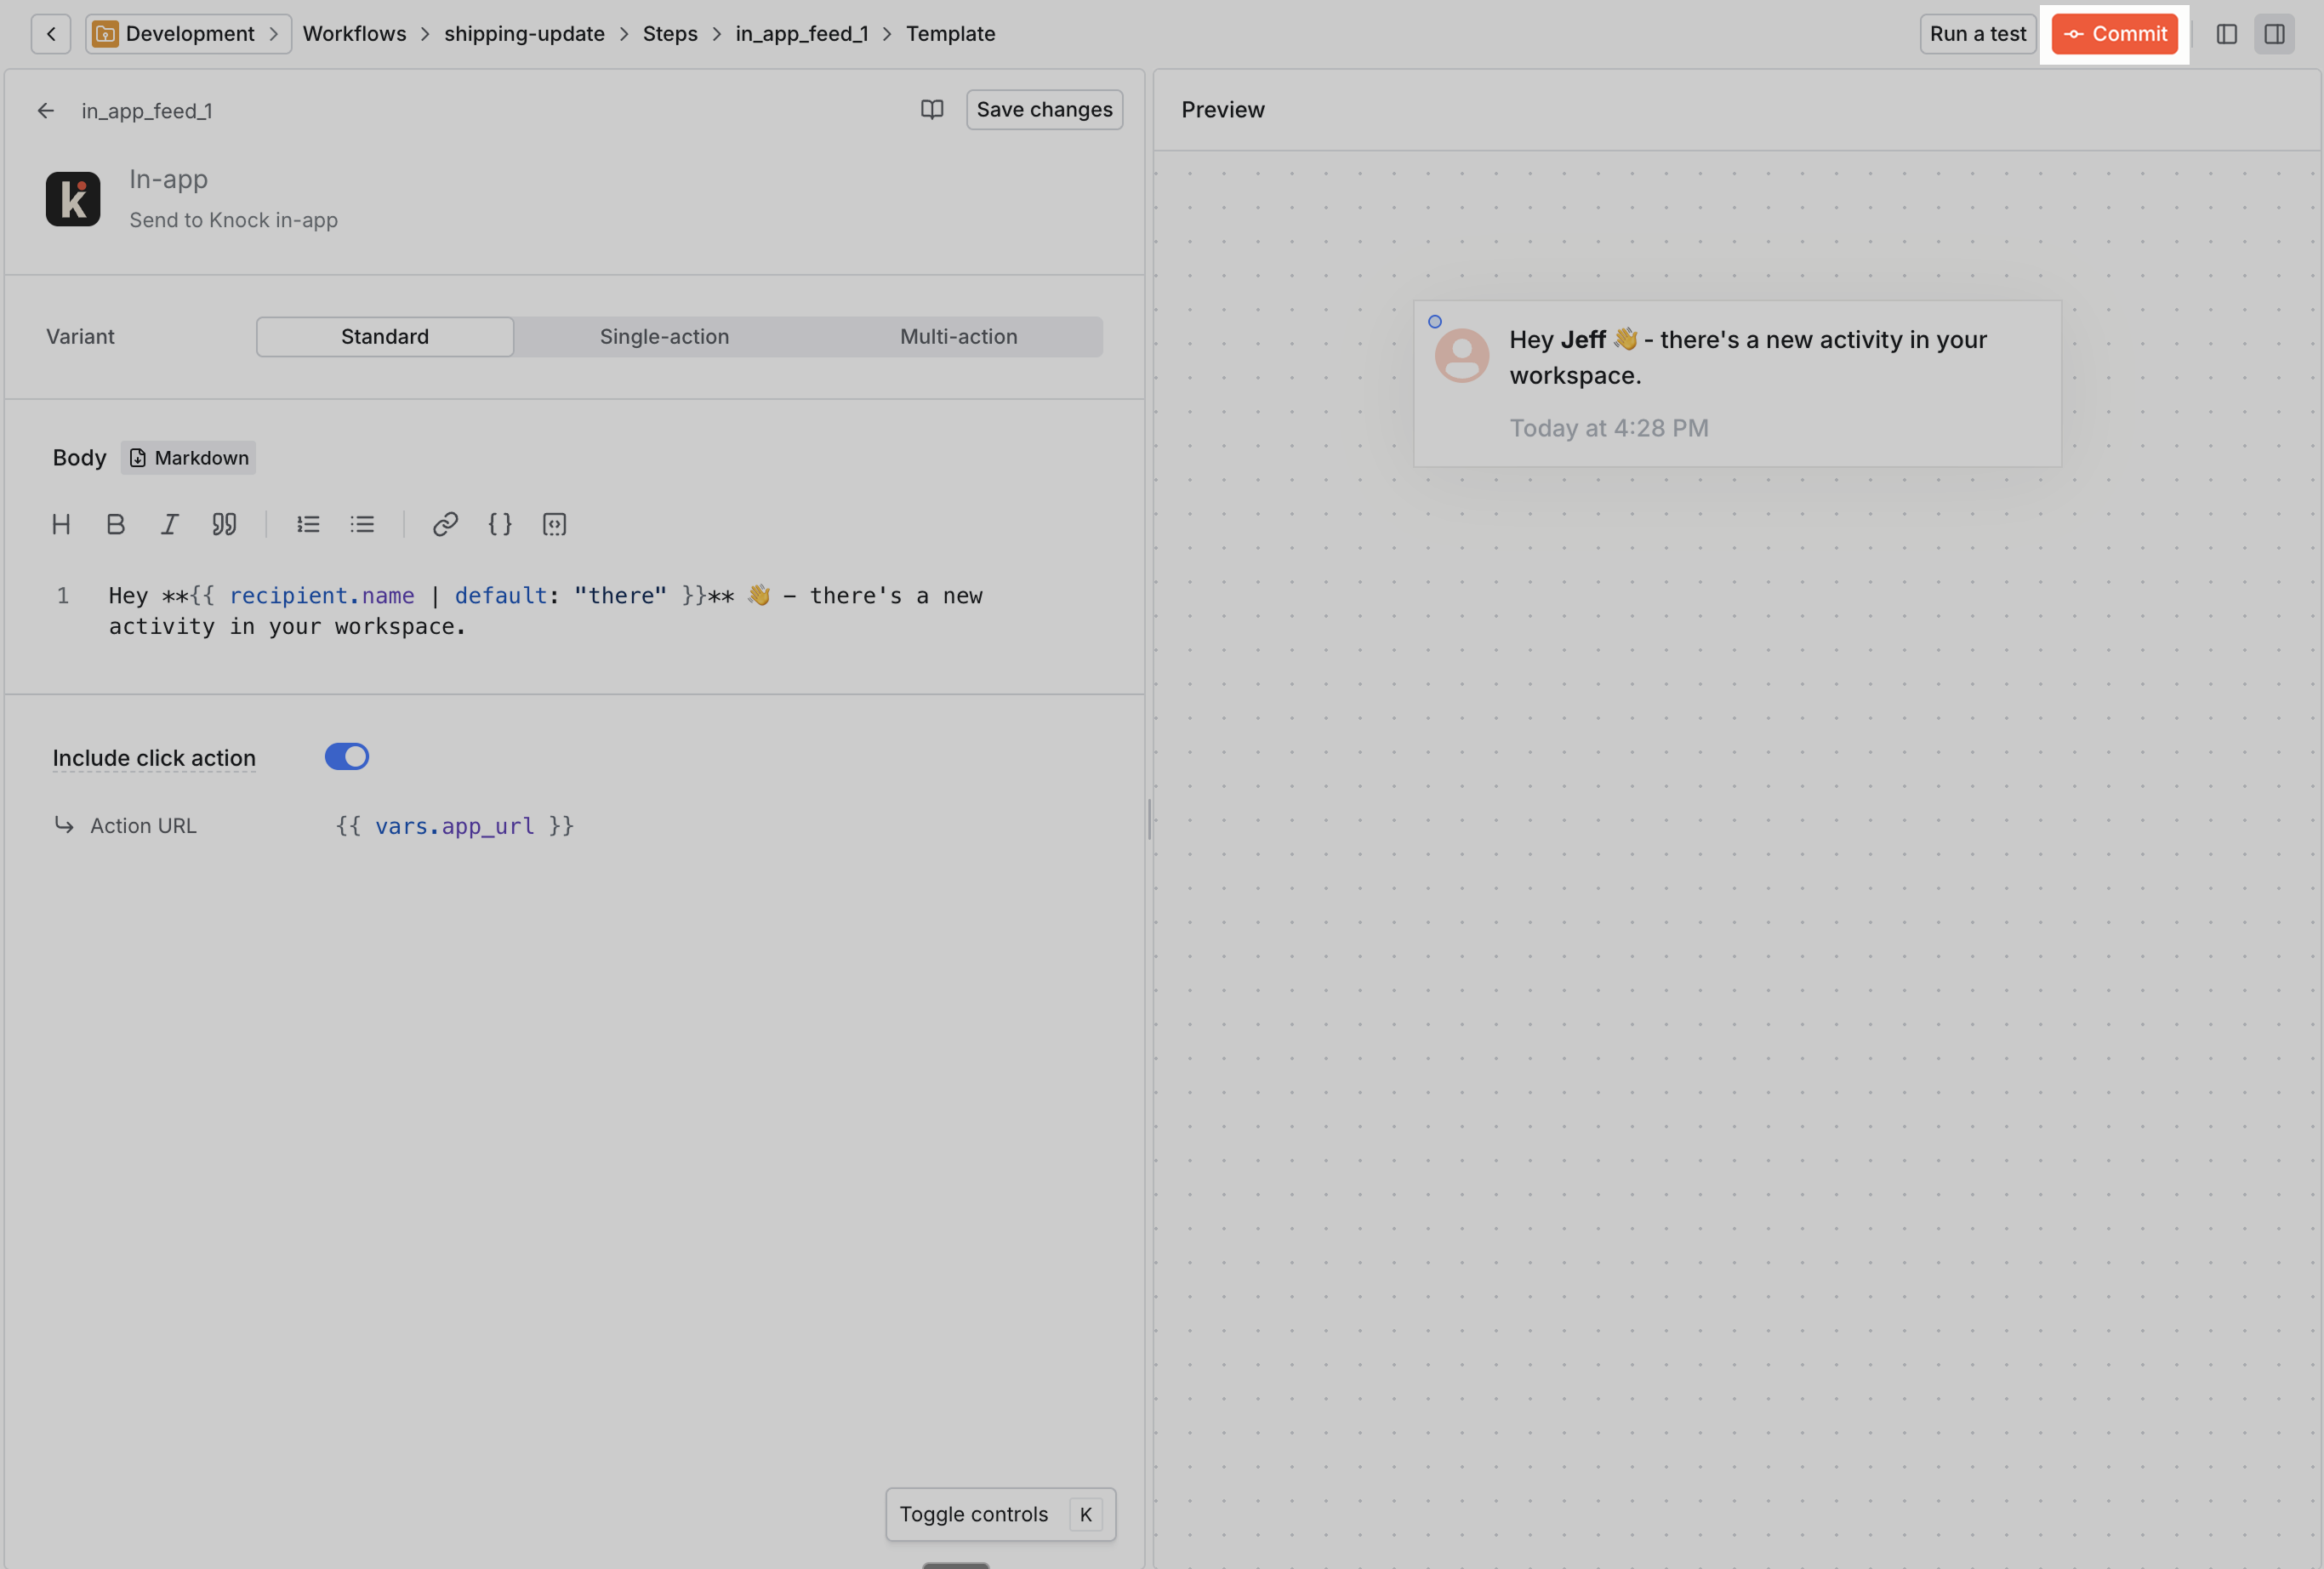 Development > Workflows > shipping-update > Steps > in_app_feed_1 > Template
Run a test
Commit
in_app_feed_1
Save changes
k
In-app
Send to Knock in-app
Variant
Standard
Single-action
Multi-action
Body
Markdown
H B I
1 Hey **{{ recipient.name | default: "there" }}** 👋 – there's a new
activity in your workspace.
Include click action
Action URL
{{ vars.app_url }}
Toggle controls K
Preview
Hey Jeff 👋 - there's a new activity in your
workspace.
Today at 4:28 PM